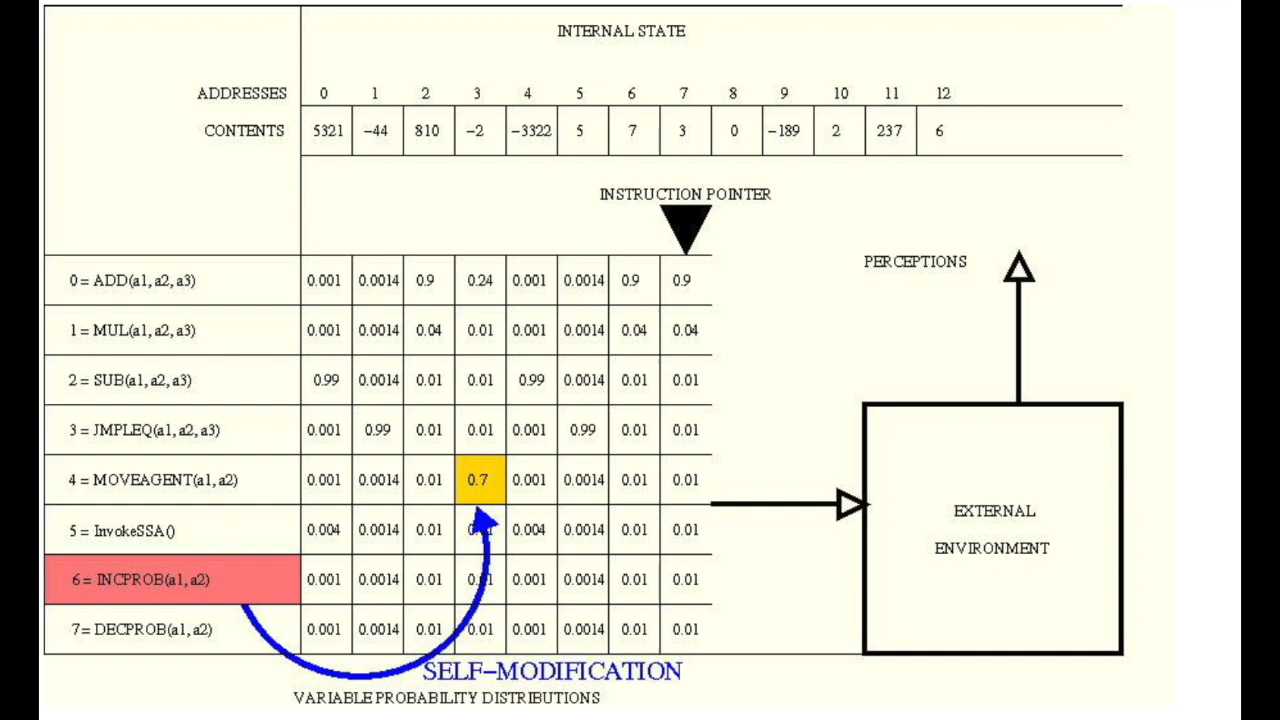 INTERNAL STATE
ADDRESSES 0 1 2 3 4 5 6 7 8 9 10 11 12
CONTENTS 5321 −44 810 −2 −3322 5 7 3 0 −189 2 237 6
INSTRUCTION POINTER
PERCEPTIONS
0 = ADD(a1, a2, a3) 0.001 0.0014 0.9 0.24 0.001 0.0014 0.9 0.9
1 = MUL(a1, a2, a3) 0.001 0.0014 0.04 0.01 0.001 0.0014 0.04 0.04
2 = SUB(a1, a2, a3) 0.99 0.0014 0.01 0.01 0.99 0.0014 0.01 0.01
3 = JMPLEQ(a1, a2, a3) 0.001 0.99 0.01 0.01 0.001 0.99 0.01 0.01
4 = MOVEAGENT(a1, a2) 0.001 0.0014 0.01 0.7 0.001 0.0014 0.01 0.01
5 = InvokeSSA() 0.004 0.0014 0.01 0.01 0.004 0.0014 0.01 0.01
6 = INCPROB(a1, a2) 0.001 0.0014 0.01 0.01 0.001 0.0014 0.01 0.01
7 = DECPROB(a1, a2) 0.001 0.0014 0.01 0.01 0.001 0.0014 0.01 0.01
EXTERNAL
ENVIRONMENT
SELF−MODIFICATION
VARIABLE PROBABILITY DISTRIBUTIONS